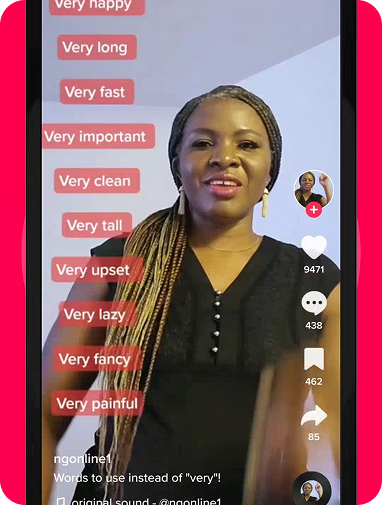 Very happy
Very long
Very fast
Very important
Very clean
Very tall
Very upset
Very lazy
Very fancy
Very painful
9471
438
462
85
ngonline1
Words to use instead of "very"!
original sound - @ngonline1